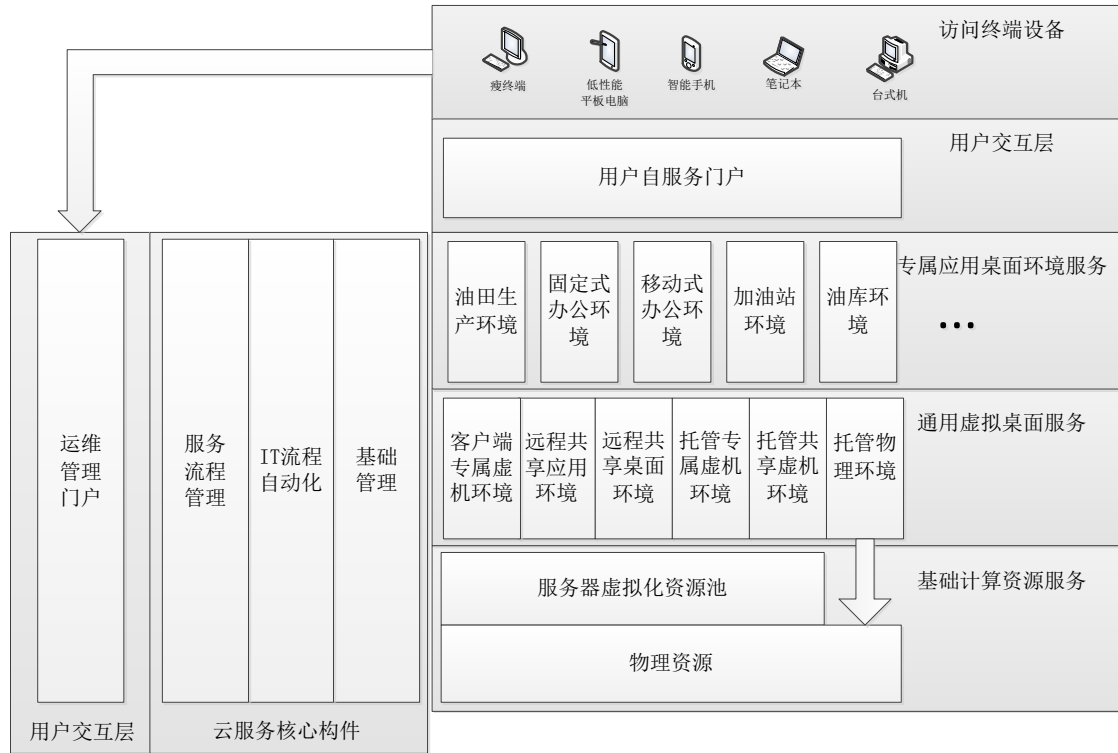 访问终端设备
瘦终端
低性能
平板电脑
智能手机
笔记本
台式机
用户交互层
用户自服务门户
专属应用桌面环境服务
油田生
产环境
固定式
办公环
境
移动式
办公环
境
加油站
环境
油库环
境
...
通用虚拟桌面服务
客户端
专属虚
机环境
远程共
享应用
环境
远程共
享桌面
环境
托管专
属虚机
环境
托管共
享虚机
环境
托管物
理环境
基础计算资源服务
服务器虚拟化资源池
物理资源
运维
管理
门户
服务
流程
管理
IT流程
自动化
基础
管理
用户交互层
云服务核心构件